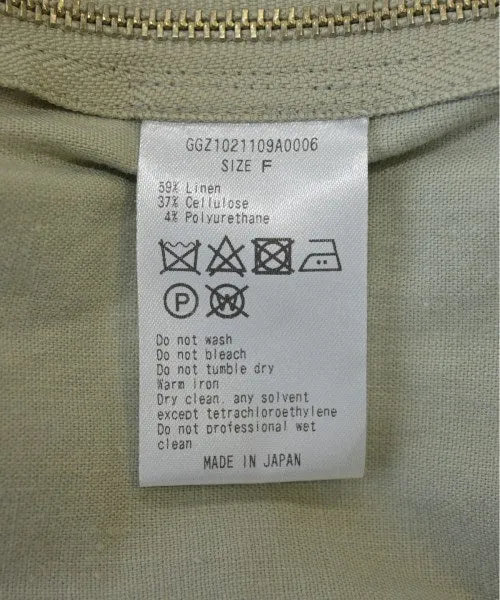 GGZ1021109A0006
SIZE F
59% Linen
37% Cellulose
4% Polyurethane
P
W
Do not wash
Do not bleach
Do not tumble dry
Warm iron
Dry clean, any solvent
except tetrachloroethylene
Do not professional wet
clean
MADE IN JAPAN